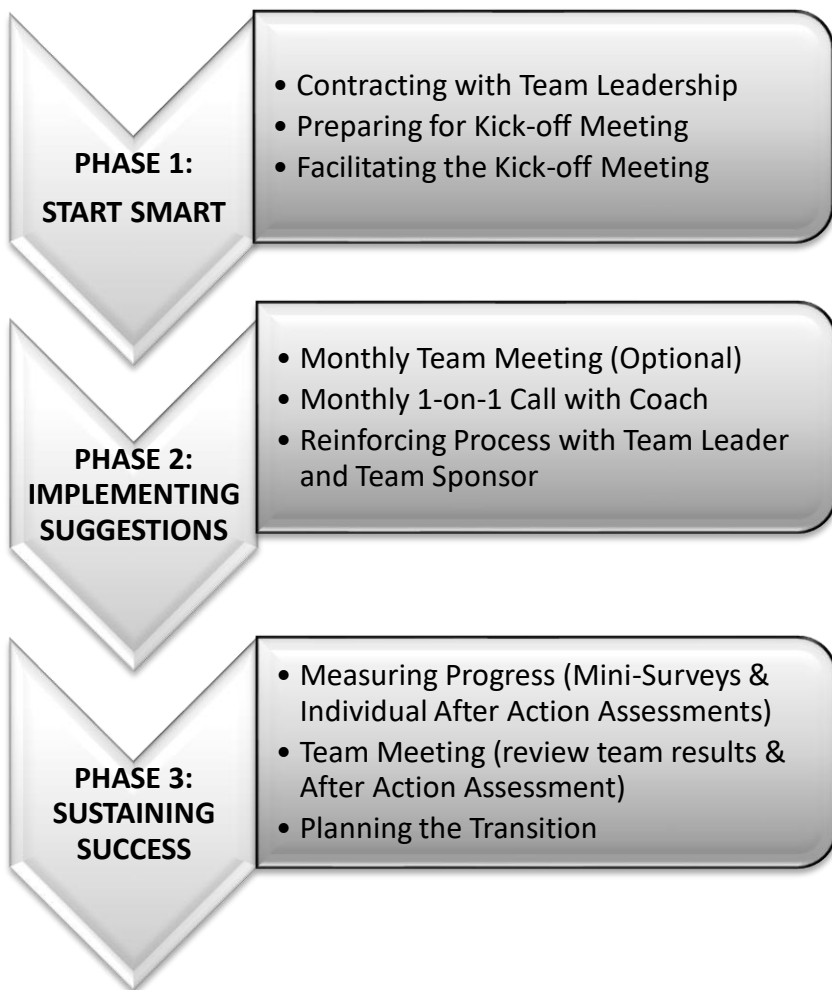 PHASE 1:
START SMART
• Contracting with Team Leadership
• Preparing for Kick-off Meeting
• Facilitating the Kick-off Meeting
PHASE 2:
IMPLEMENTING
SUGGESTIONS
• Monthly Team Meeting (Optional)
• Monthly 1-on-1 Call with Coach
• Reinforcing Process with Team Leader
and Team Sponsor
PHASE 3:
SUSTAINING
SUCCESS
• Measuring Progress (Mini-Surveys &
Individual After Action Assessments)
• Team Meeting (review team results &
After Action Assessment)
• Planning the Transition